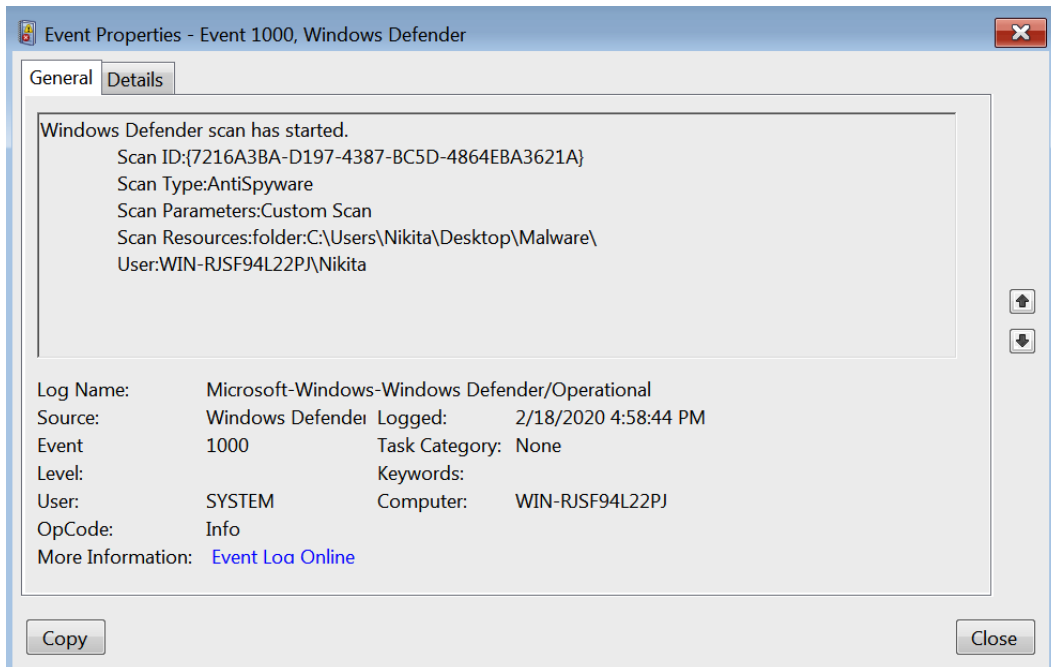 Event Properties - Event 1000, Windows Defender
General Details
Windows Defender scan has started.
Scan ID:{7216A3BA-D197-4387-BC5D-4864EBA3621A}
Scan Type:AntiSpyware
Scan Parameters:Custom Scan
Scan Resources:folder:C:\Users\Nikita\Desktop\Malware\
User:WIN-RJSF94L22PJ\Nikita
Log Name: Microsoft-Windows-Windows Defender/Operational
Source: Windows Defender Logged: 2/18/2020 4:58:44 PM
Event 1000 Task Category: None
Level: Keywords:
User: SYSTEM Computer: WIN-RJSF94L22PJ
OpCode: Info
More Information: Event Log Online
Copy Close